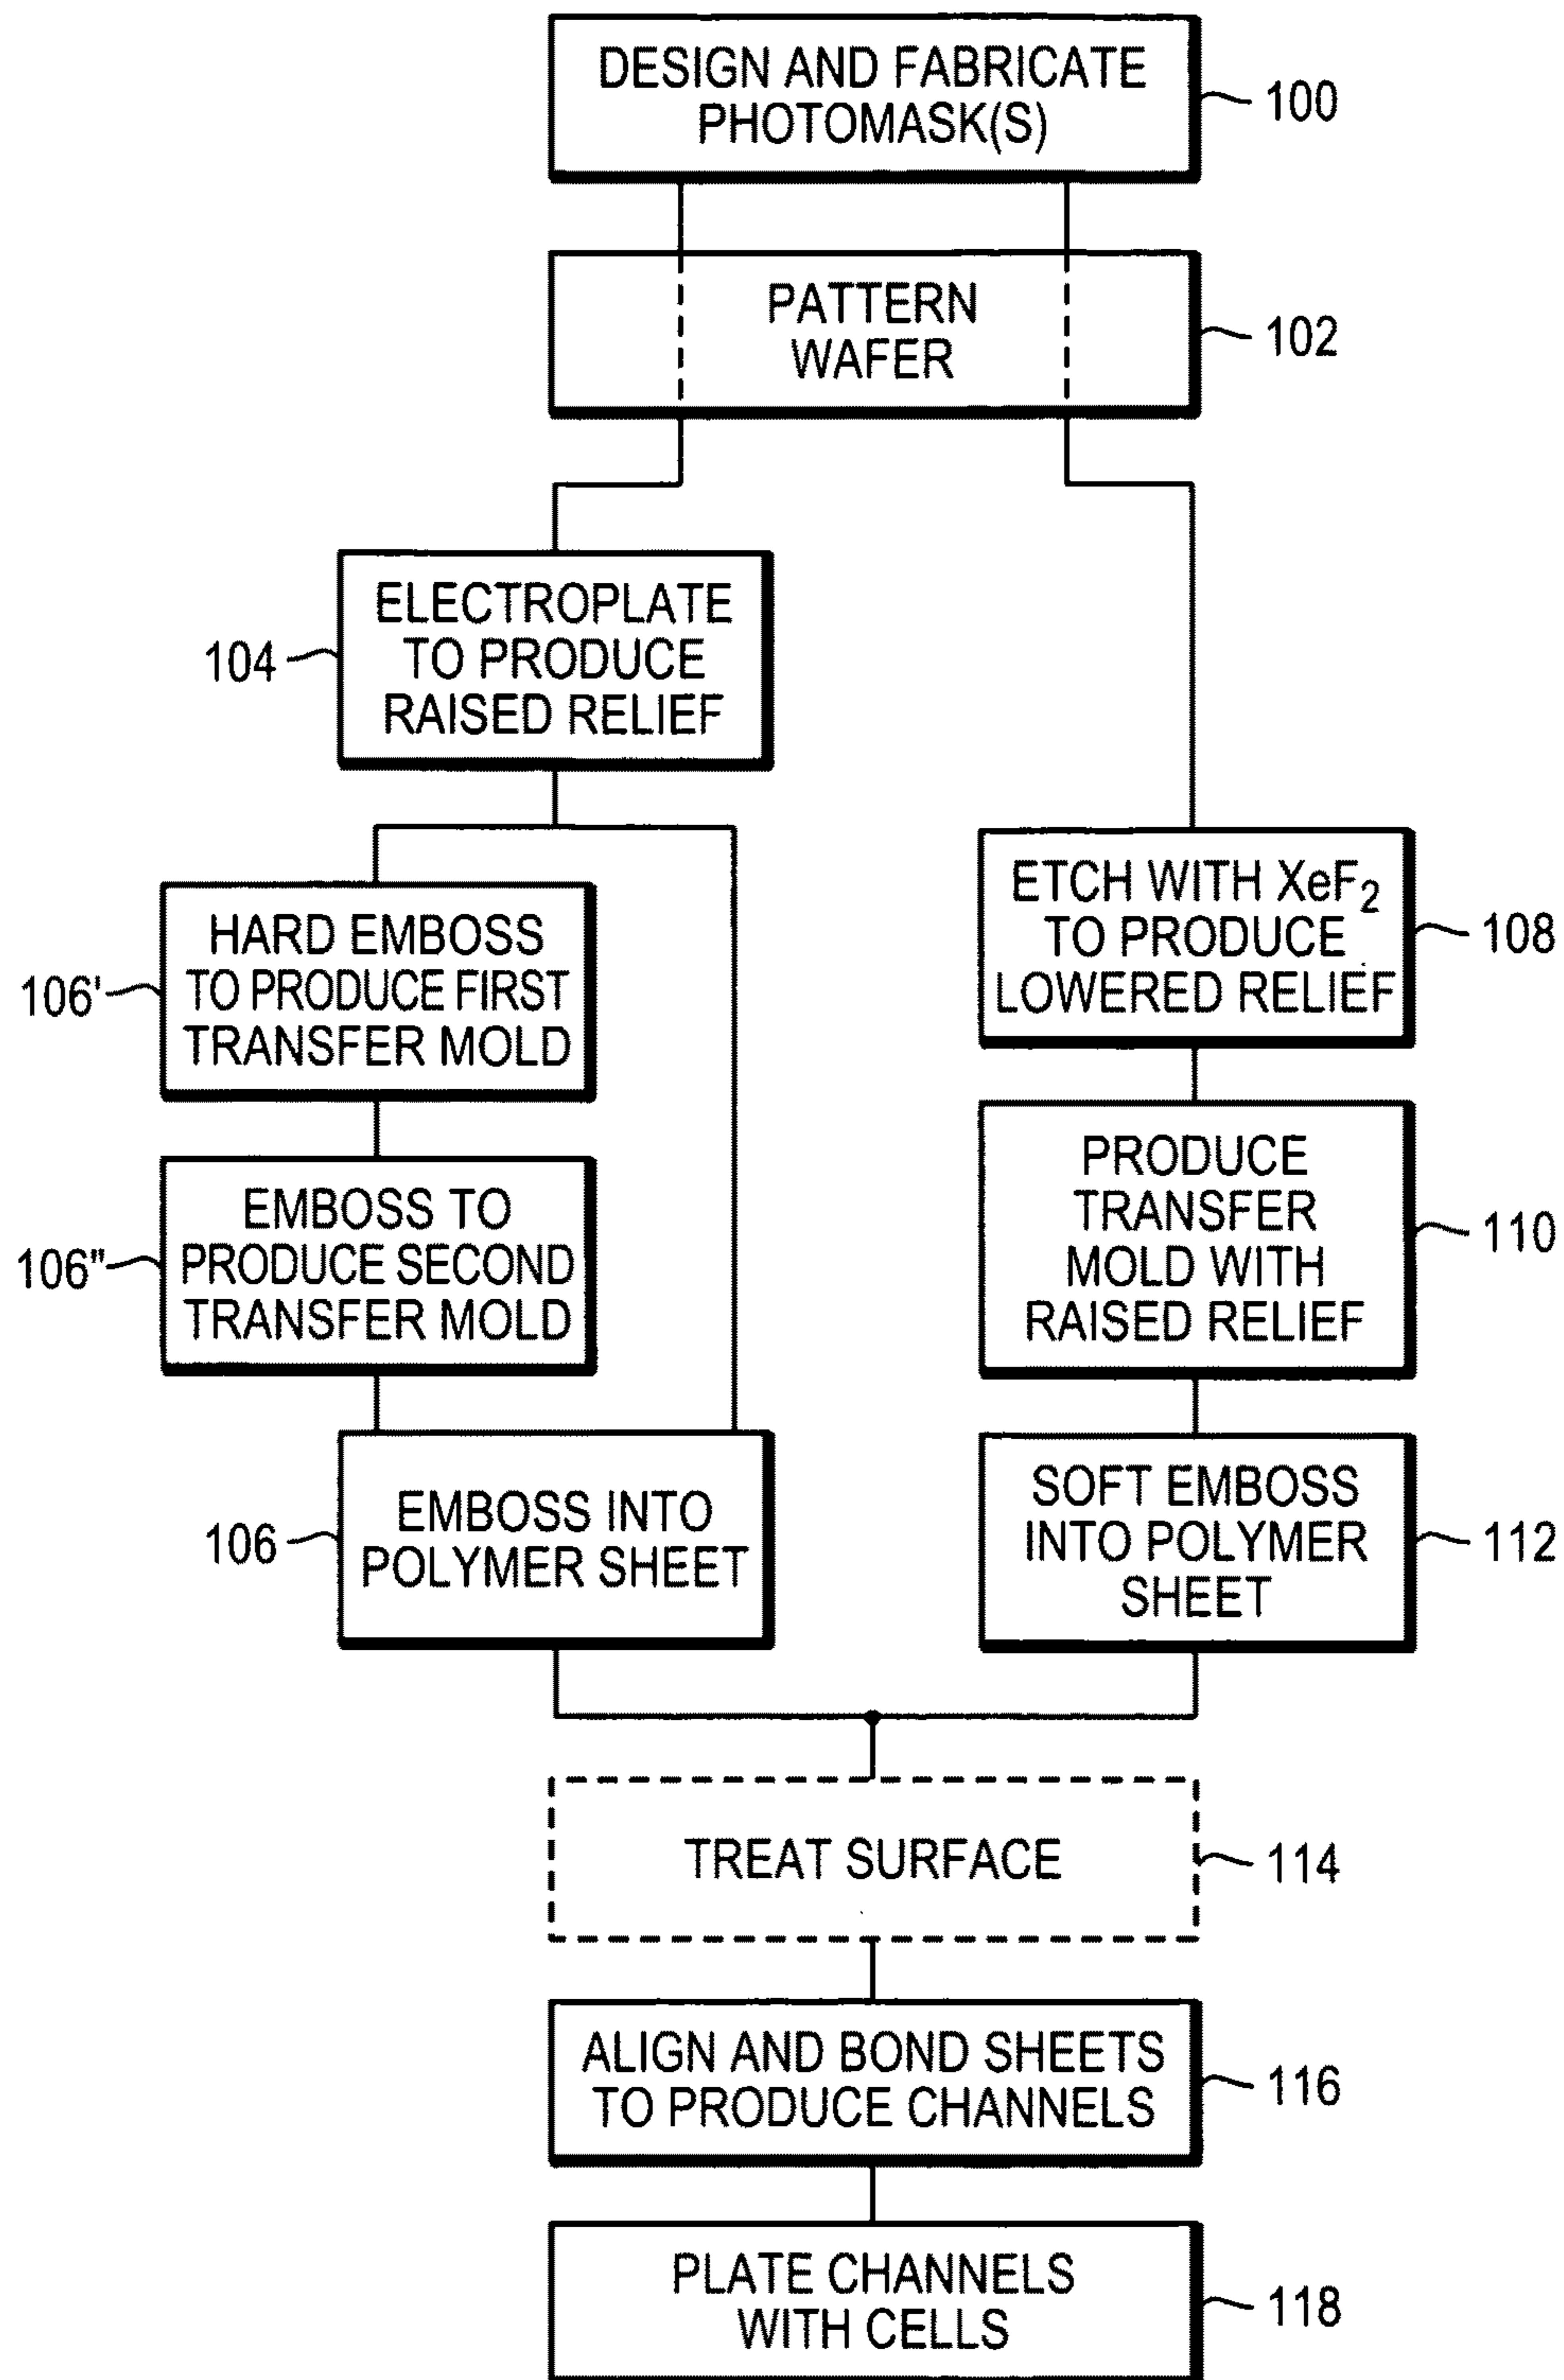 DESIGN AND FABRICATE
PHOTOMASK(S)
100
PATTERN
WAFER
102
ELECTROPLATE
TO PRODUCE
RAISED RELIEF
104
HARD EMBOSS
TO PRODUCE FIRST
TRANSFER MOLD
106'
EMBOSS TO
PRODUCE SECOND
TRANSFER MOLD
106"
EMBOSS INTO
POLYMER SHEET
106
ETCH WITH XeF₂
TO PRODUCE
LOWERED RELIEF
108
PRODUCE
TRANSFER
MOLD WITH
RAISED RELIEF
110
SOFT EMBOSS
INTO POLYMER
SHEET
112
TREAT SURFACE
114
ALIGN AND BOND SHEETS
TO PRODUCE CHANNELS
116
PLATE CHANNELS
WITH CELLS
118